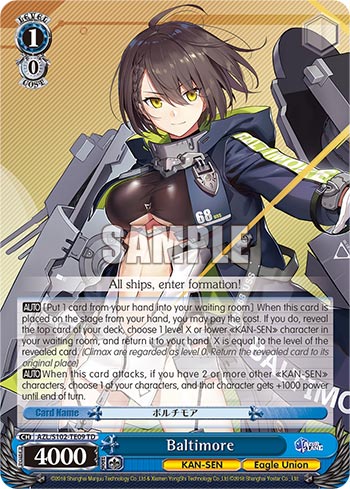 LEVEL
1
0
COST
68
SAMPLE
All ships, enter formation!
【AUTO】 (Put 1 card from your hand into your waiting room) When this card is
placed on the stage from your hand, you may pay the cost. If you do, reveal
the top card of your deck, choose 1 level X or lower «KAN-SEN» character in
your waiting room, and return it to your hand. X is equal to the level of
the revealed card. (Climax are regarded as level 0. Return the revealed card to its
original place)
【AUTO】 When this card attacks, if you have 2 or more other «KAN-SEN»
characters, choose 1 of your characters, and that character gets +1000 power
until end of turn.
Card Name
ボルチモア
CH AZL/S102-TE09 TD
Baltimore
POWER
4000
KAN-SEN
Eagle Union